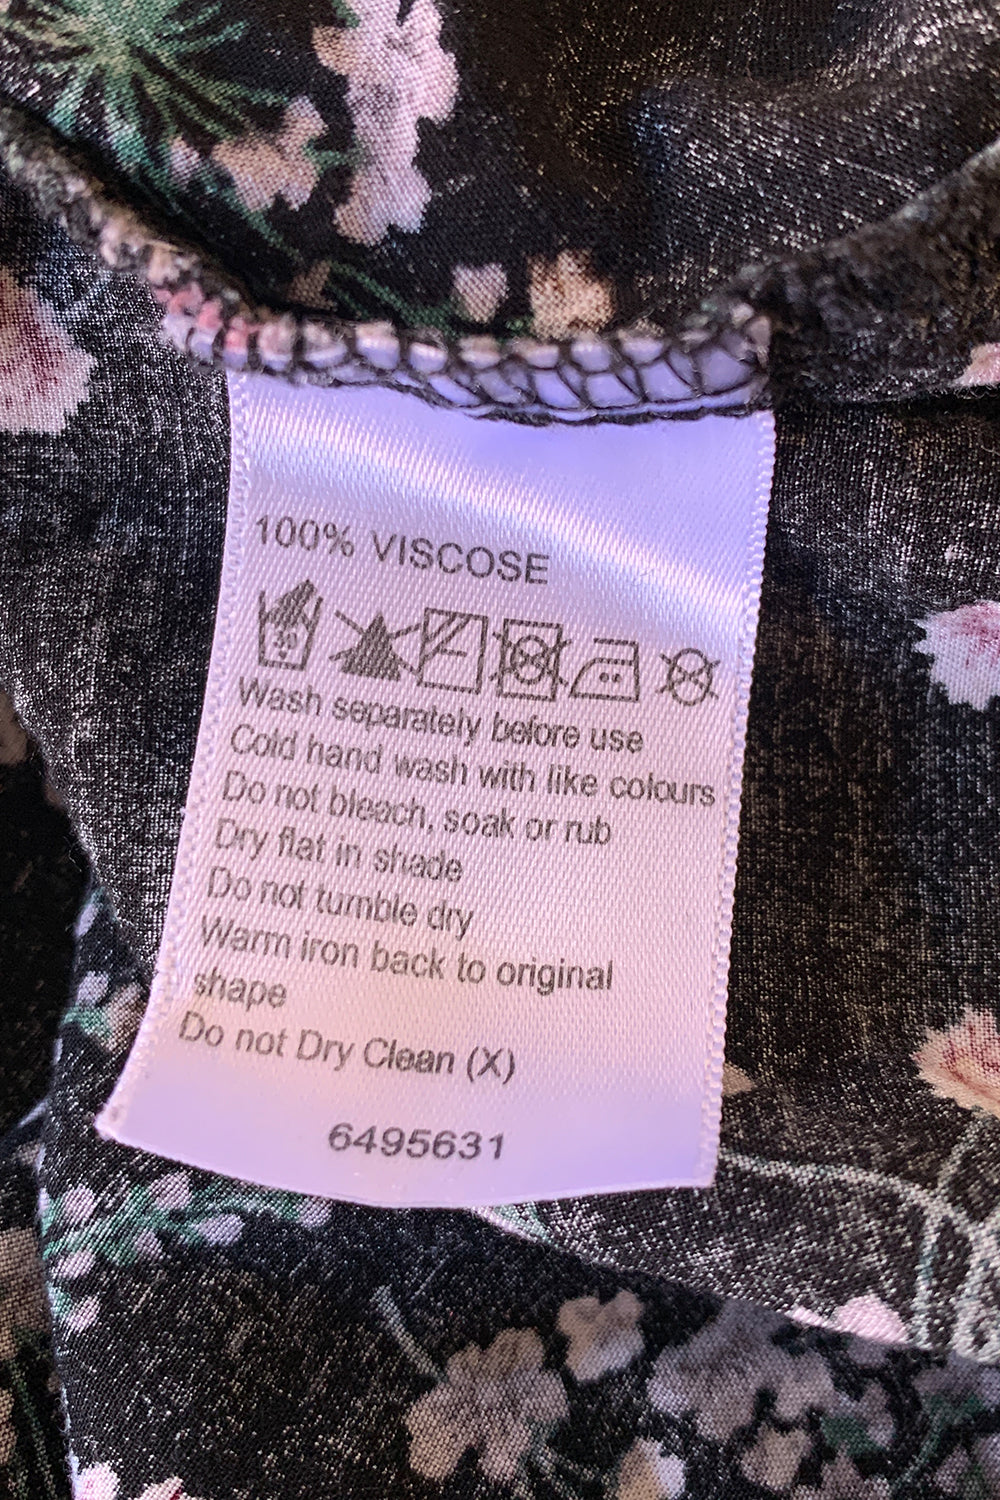 100% VISCOSE
30
Wash separately before use
Cold hand wash with like colours
Do not bleach, soak or rub
Dry flat in shade
Do not tumble dry
Warm iron back to original
shape
Do not Dry Clean (X)
6495631